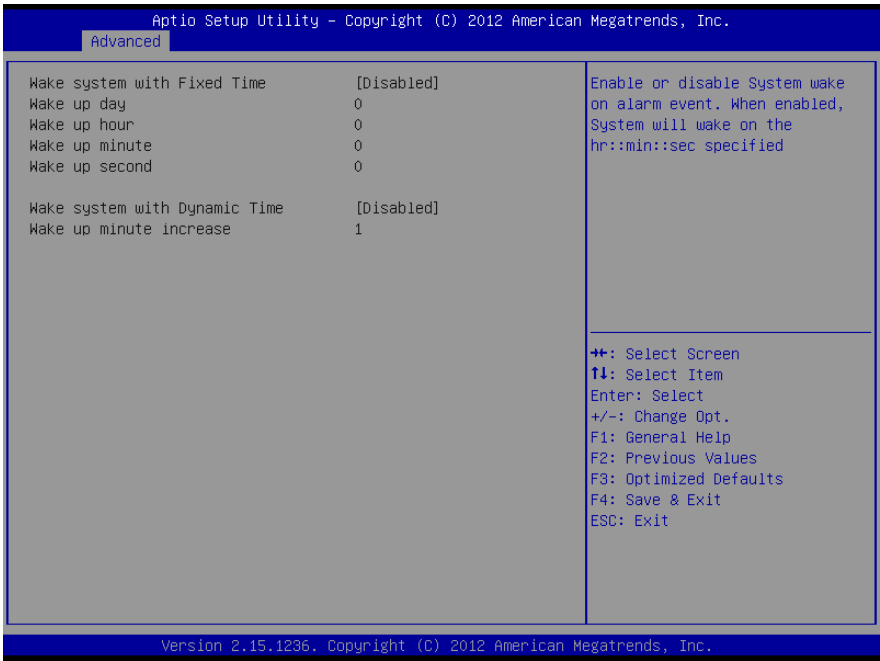 Aptio Setup Utility – Copyright (C) 2012 American Megatrends, Inc.
Advanced
Wake system with Fixed Time [Disabled]
Wake up day 0
Wake up hour 0
Wake up minute 0
Wake up second 0
Wake system with Dynamic Time [Disabled]
Wake up minute increase 1
Enable or disable System wake
on alarm event. When enabled,
System will wake on the
hr::min::sec specified
→←: Select Screen
↑↓: Select Item
Enter: Select
+/-: Change Opt.
F1: General Help
F2: Previous Values
F3: Optimized Defaults
F4: Save & Exit
ESC: Exit
Version 2.15.1236. Copyright (C) 2012 American Megatrends, Inc.